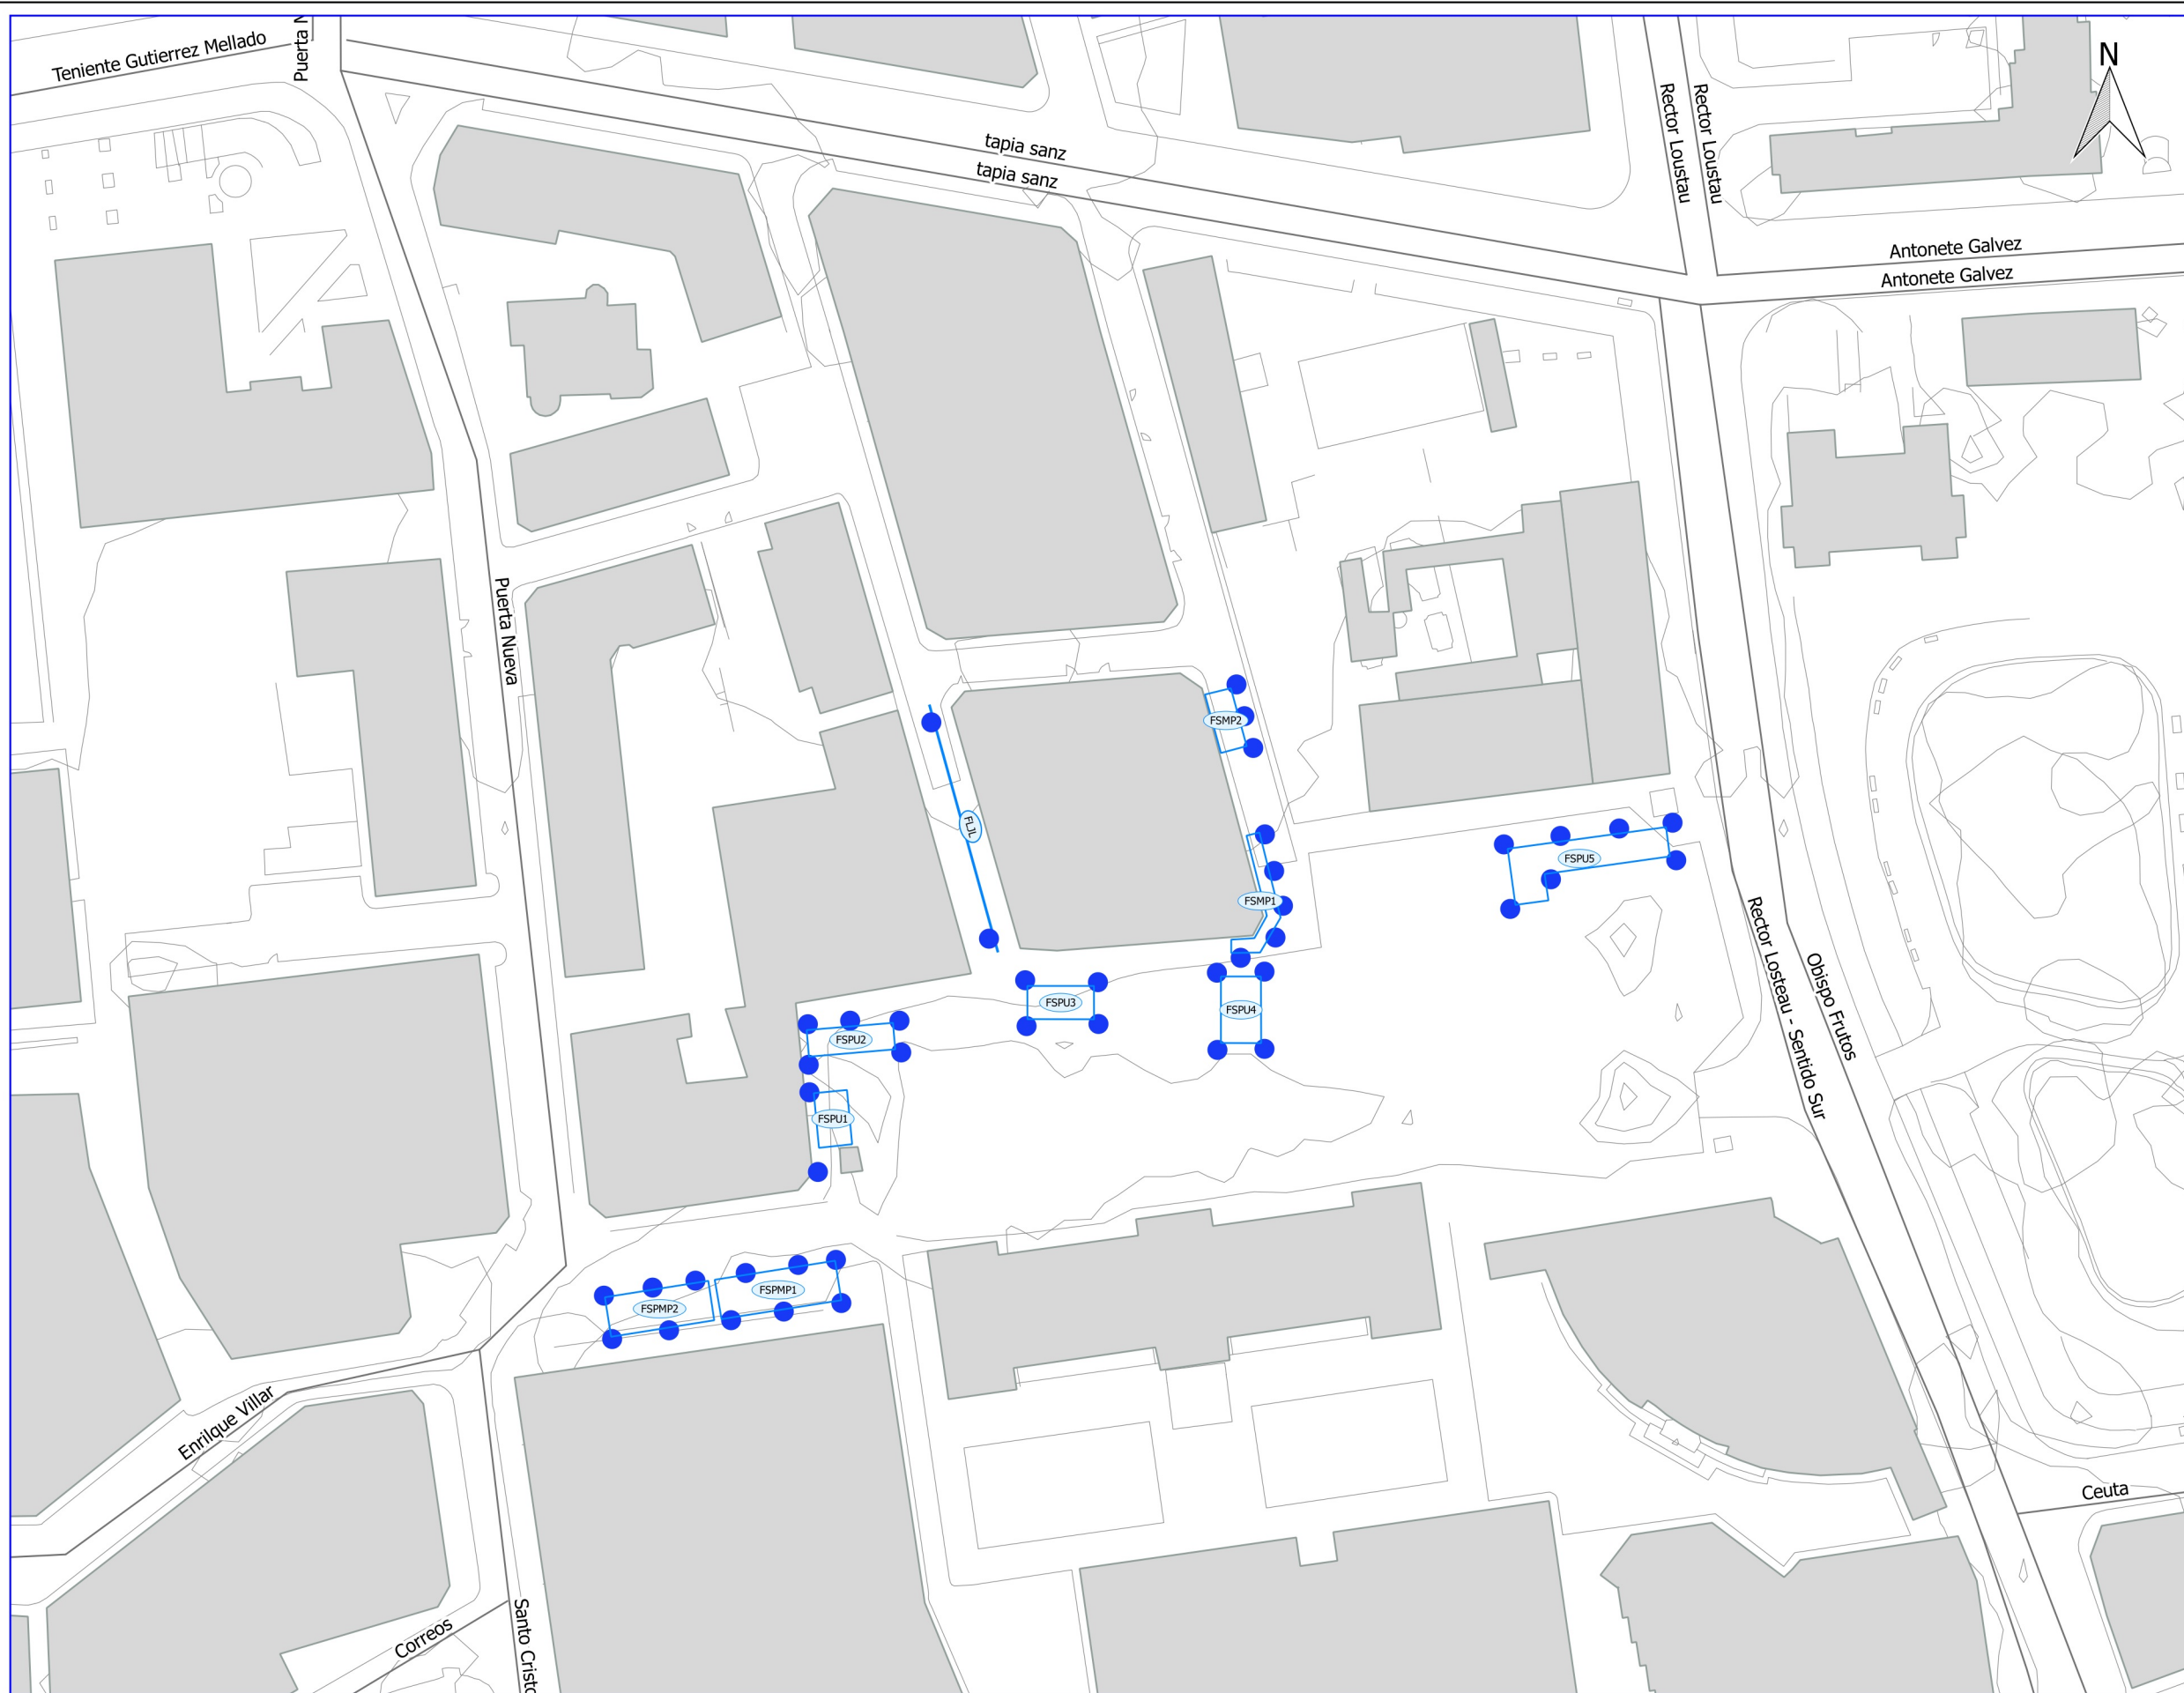 Teniente Gutierrez Mellado
Puerta N
N
tapia sanz
tapia sanz
Rector Loustau
Rector Loustau
Antonete Galvez
Antonete Galvez
Puerta Nueva
FSMP2
FLJL
FSPU5
FSMP1
Rector Losteau - Sentido Sur
Obispo Frutos
FSPU3
FSPU4
FSPU2
FSPU1
FSPMP1
FSPMP2
Enrilque Villar
Ceuta
Correos
Santo Cristo